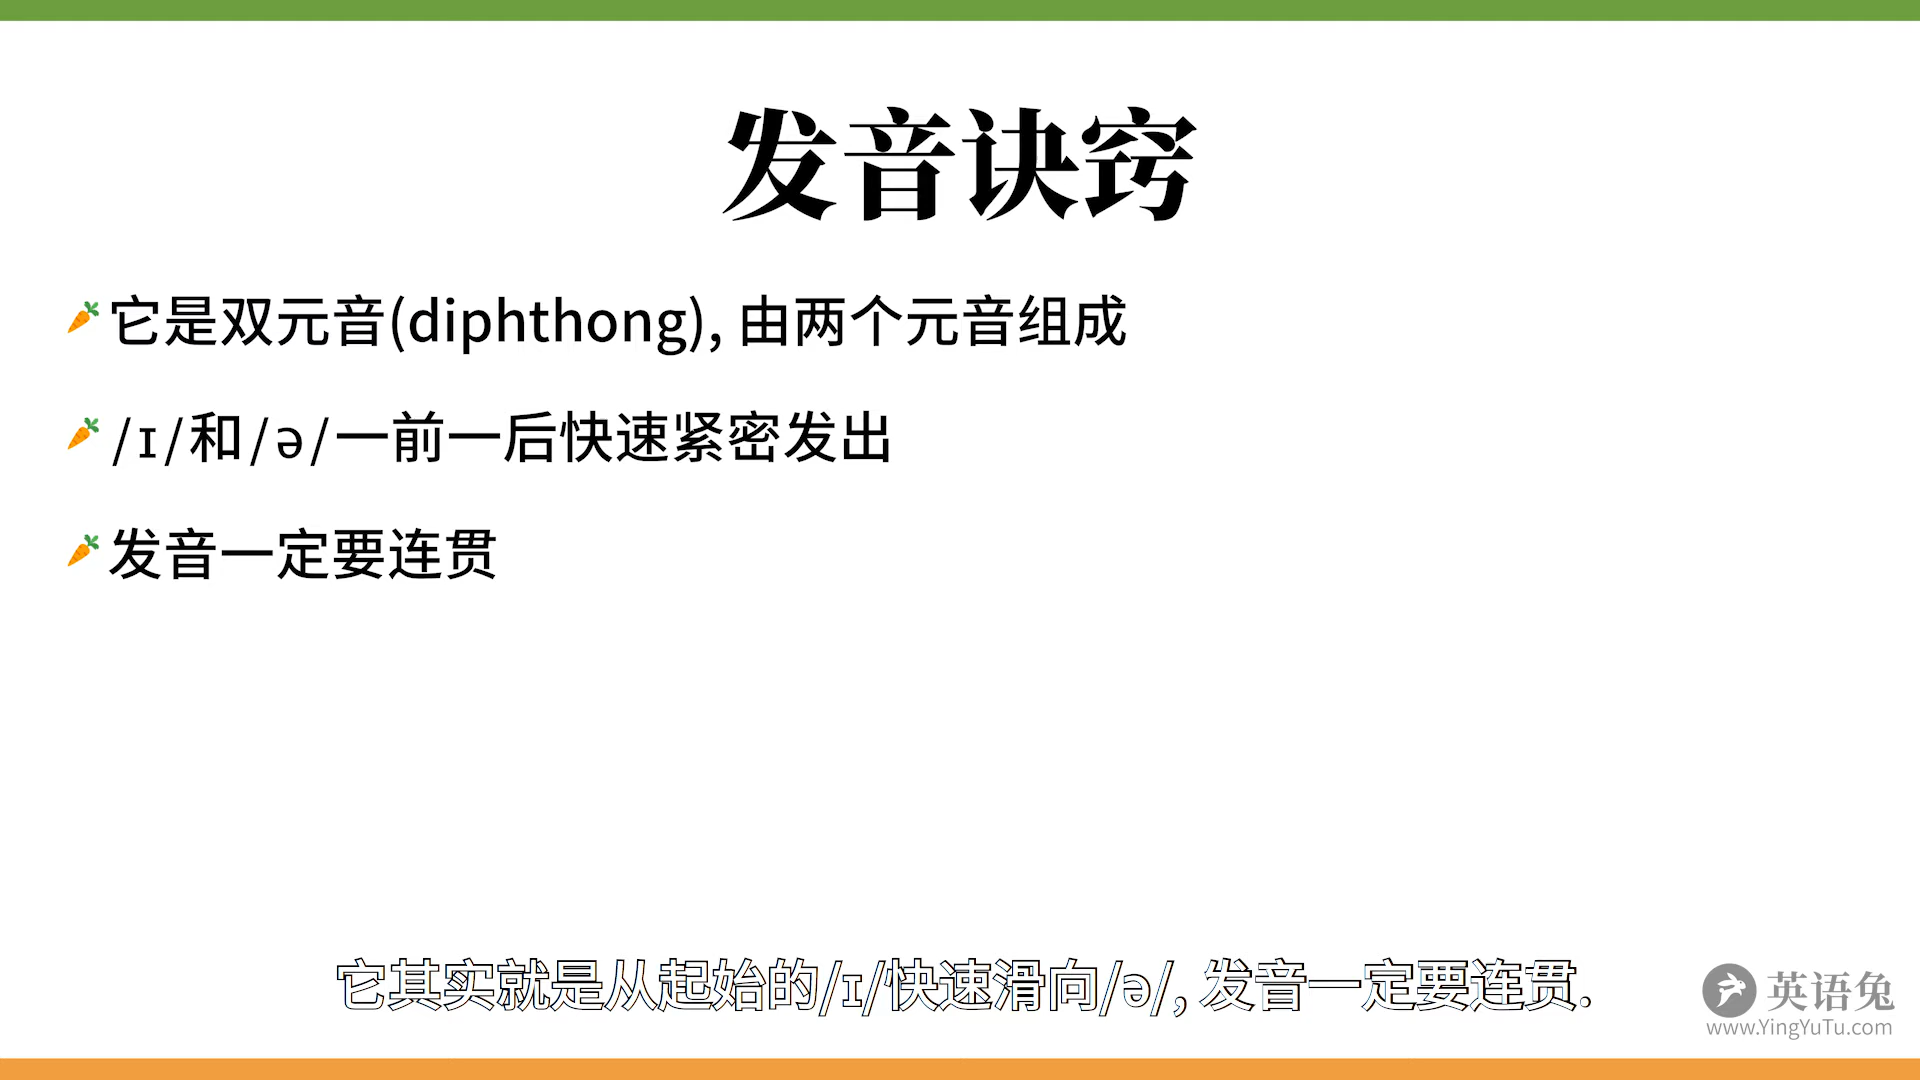 发音诀窍
它是双元音(diphthong), 由两个元音组成
/ɪ/和/ə/一前一后快速紧密发出
发音一定要连贯
它其实就是从起始的/ɪ/快速滑向/ə/, 发音一定要连贯.
英语兔
www.YingYuTu.com